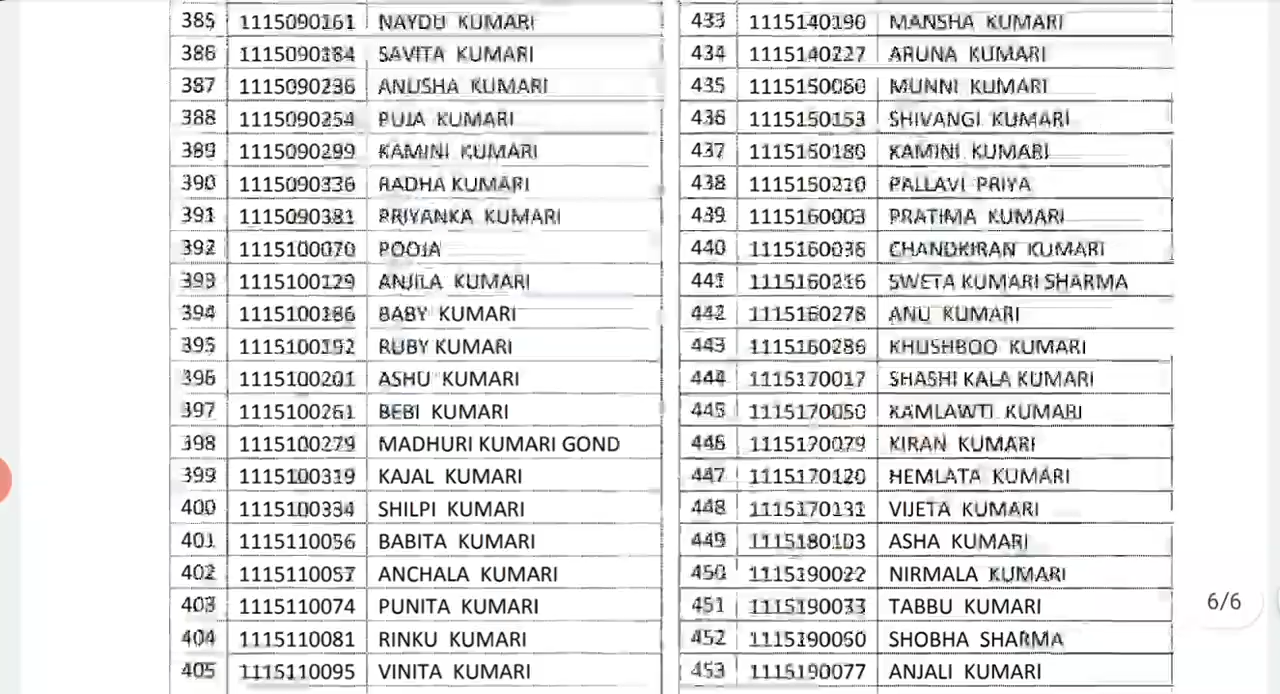 385 1115090161 NAYDU KUMARI
386 1115090184 SAVITA KUMARI
387 1115090236 ANUSHA KUMARI
388 1115090254 PUJA KUMARI
389 1115090299 KAMINI KUMARI
390 1115090336 RADHA KUMARI
391 1115090381 PRIYANKA KUMARI
392 1115100070 POOJA
393 1115100129 ANJILA KUMARI
394 1115100186 BABY KUMARI
395 1115100192 RUBY KUMARI
396 1115100201 ASHU KUMARI
397 1115100261 BEBI KUMARI
398 1115100279 MADHURI KUMARI GOND
399 1115100319 KAJAL KUMARI
400 1115100334 SHILPI KUMARI
401 1115110056 BABITA KUMARI
402 1115110057 ANCHALA KUMARI
403 1115110074 PUNITA KUMARI
404 1115110081 RINKU KUMARI
405 1115110095 VINITA KUMARI
433 1115140190 MANSHA KUMARI
434 1115140227 ARUNA KUMARI
435 1115150060 MUNNI KUMARI
436 1115150153 SHIVANGI KUMARI
437 1115150180 KAMINI KUMARI
438 1115150210 PALLAVI PRIYA
439 1115160003 PRATIMA KUMARI
440 1115160036 CHANDKIRAN KUMARI
441 1115160216 SWETA KUMARI SHARMA
442 1115160278 ANU KUMARI
443 1115160286 KHUSHBOO KUMARI
444 1115170017 SHASHI KALA KUMARI
445 1115170050 KAMLAWTI KUMARI
446 1115170079 KIRAN KUMARI
447 1115170120 HEMLATA KUMARI
448 1115170131 VIJETA KUMARI
449 1115180103 ASHA KUMARI
450 1115190022 NIRMALA KUMARI
451 1115190033 TABBU KUMARI
452 1115190060 SHOBHA SHARMA
453 1115190077 ANJALI KUMARI
6/6